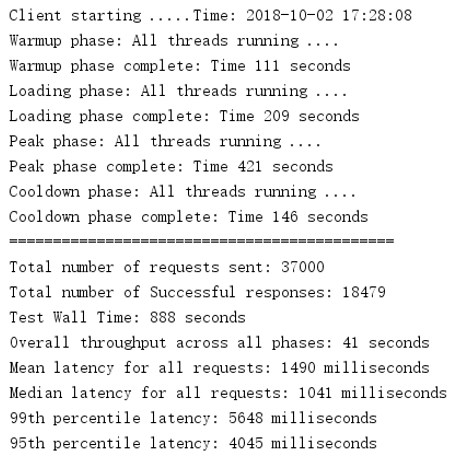 Client starting .....Time: 2018-10-02 17:28:08
Warmup phase: All threads running ....
Warmup phase complete: Time 111 seconds
Loading phase: All threads running ....
Loading phase complete: Time 209 seconds
Peak phase: All threads running ....
Peak phase complete: Time 421 seconds
Cooldown phase: All threads running ....
Cooldown phase complete: Time 146 seconds
============================================
Total number of requests sent: 37000
Total number of Successful responses: 18479
Test Wall Time: 888 seconds
Overall throughput across all phases: 41 seconds
Mean latency for all requests: 1490 milliseconds
Median latency for all requests: 1041 milliseconds
99th percentile latency: 5648 milliseconds
95th percentile latency: 4045 milliseconds